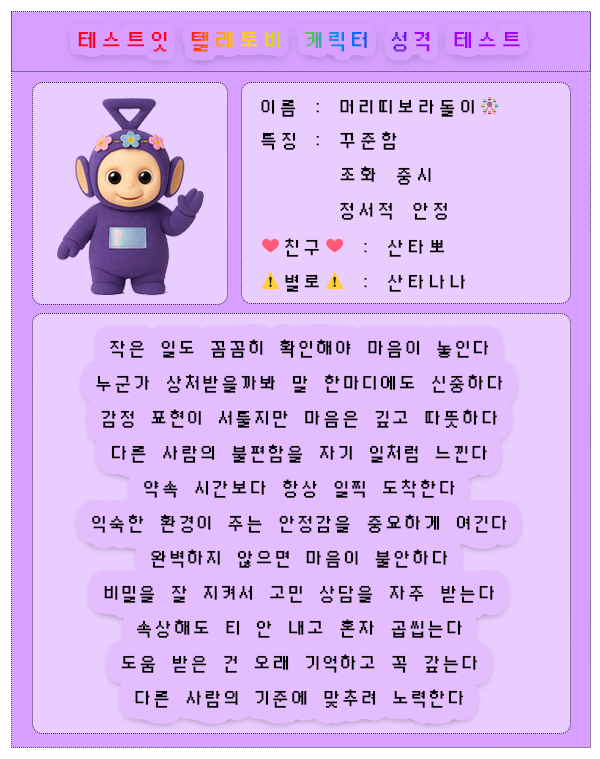 테스트잇 텔레토비 캐릭터 성격 테스트
이름 : 머리띠보라돌이
특징 : 꾸준함
조화 중시
정서적 안정
친구 : 산타뽀
별로 : 산타나나
작은 일도 꼼꼼히 확인해야 마음이 놓인다
누군가 상처받을까봐 말 한마디에도 신중하다
감정 표현이 서툴지만 마음은 깊고 따뜻하다
다른 사람의 불편함을 자기 일처럼 느낀다
약속 시간보다 항상 일찍 도착한다
익숙한 환경이 주는 안정감을 중요하게 여긴다
완벽하지 않으면 마음이 불안하다
비밀을 잘 지켜서 고민 상담을 자주 받는다
속상해도 티 안 내고 혼자 곱씹는다
도움 받은 건 오래 기억하고 꼭 갚는다
다른 사람의 기준에 맞추려 노력한다